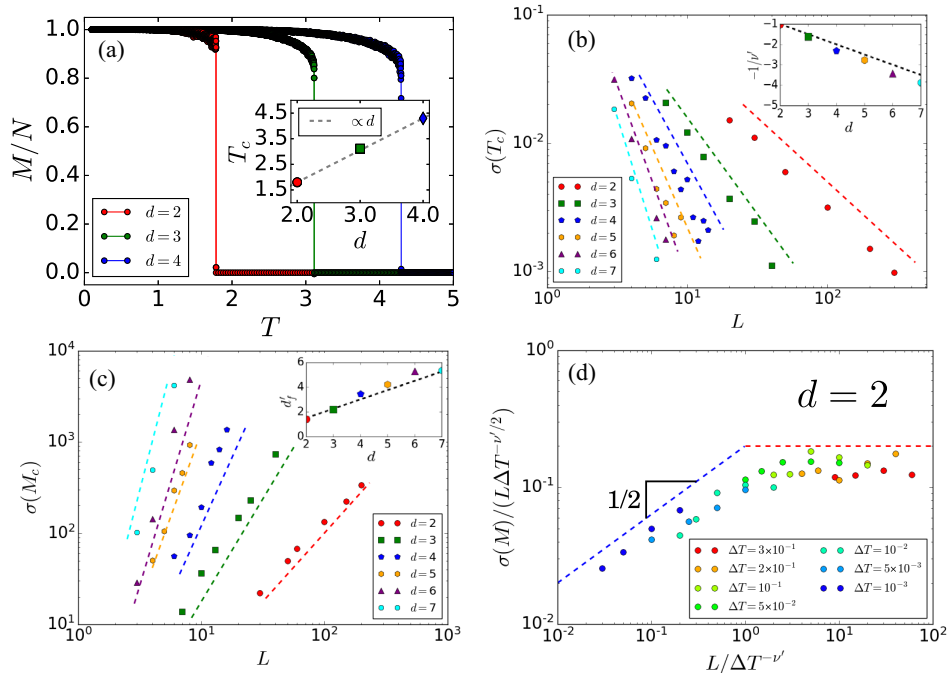 (a)
M/N
1.0
0.8
0.6
0.4
0.2
0.0
0
1
2
3
4
5
T
d = 2
d = 3
d = 4
T_c
4.5
3.5
2.5
1.5
2.0
3.0
4.0
d
∝ d
(b)
σ(T_c)
10^{-1}
10^{-2}
10^{-3}
10^0
10^1
10^2
L
d = 2
d = 3
d = 4
d = 5
d = 6
d = 7
−1/ν′
−1
−2
−3
−4
−5
2
3
4
5
6
7
d
(c)
σ(M_c)
10^4
10^3
10^2
10^1
10^0
10^1
10^2
10^3
L
d = 2
d = 3
d = 4
d = 5
d = 6
d = 7
d′_f
6
4
2
0
2
3
4
5
6
7
d
(d)
d = 2
σ(M)/(LΔT^{−ν′/2})
10^0
10^{-1}
10^{-2}
10^{-2}
10^{-1}
10^0
10^1
10^2
L/ΔT^{−ν′}
1/2
ΔT = 3×10^{-1}
ΔT = 2×10^{-1}
ΔT = 10^{-1}
ΔT = 5×10^{-2}
ΔT = 10^{-2}
ΔT = 5×10^{-3}
ΔT = 10^{-3}